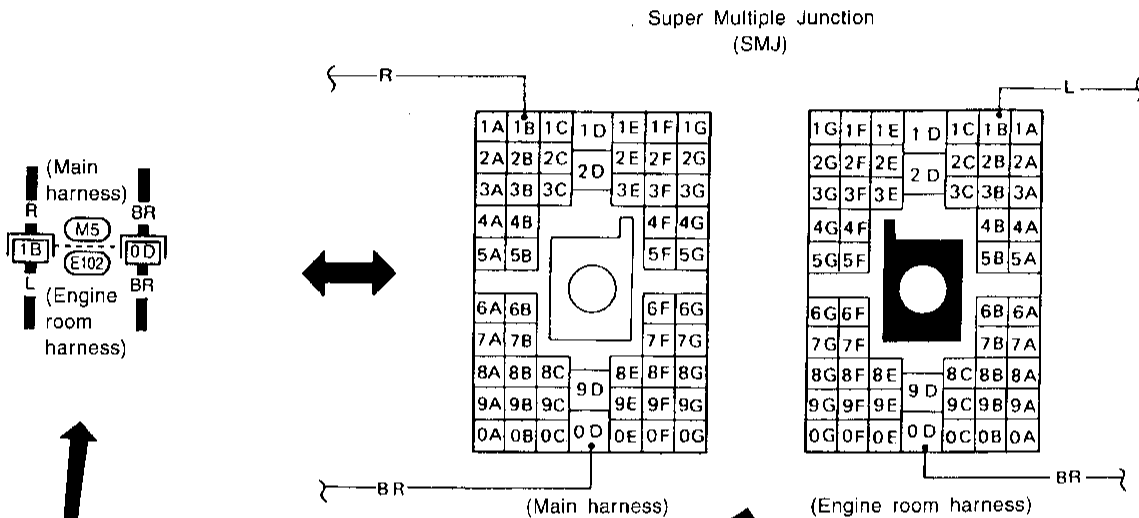 Super Multiple Junction
(SMJ)
R
L
1A 1B 1C 1D 1E 1F 1G
2A 2B 2C 2D 2E 2F 2G
3A 3B 3C 3E 3F 3G
4A 4B 4F 4G
5A 5B 5F 5G
6A 6B 6F 6G
7A 7B 7F 7G
8A 8B 8C 8E 8F 8G
9A 9B 9C 9D 9E 9F 9G
0A 0B 0C 0D 0E 0F 0G
BR
(Main harness)
1G 1F 1E 1D 1C 1B 1A
2G 2F 2E 2D 2C 2B 2A
3G 3F 3E 3C 3B 3A
4G 4F 4B 4A
5G 5F 5B 5A
6G 6F 6B 6A
7G 7F 7B 7A
8G 8F 8E 8C 8B 8A
9G 9F 9E 9D 9C 9B 9A
0G 0F 0E 0D 0C 0B 0A
BR
(Engine room harness)
(Main
harness)
R BR
M5
1B 0D
E102
L BR
(Engine
room
harness)